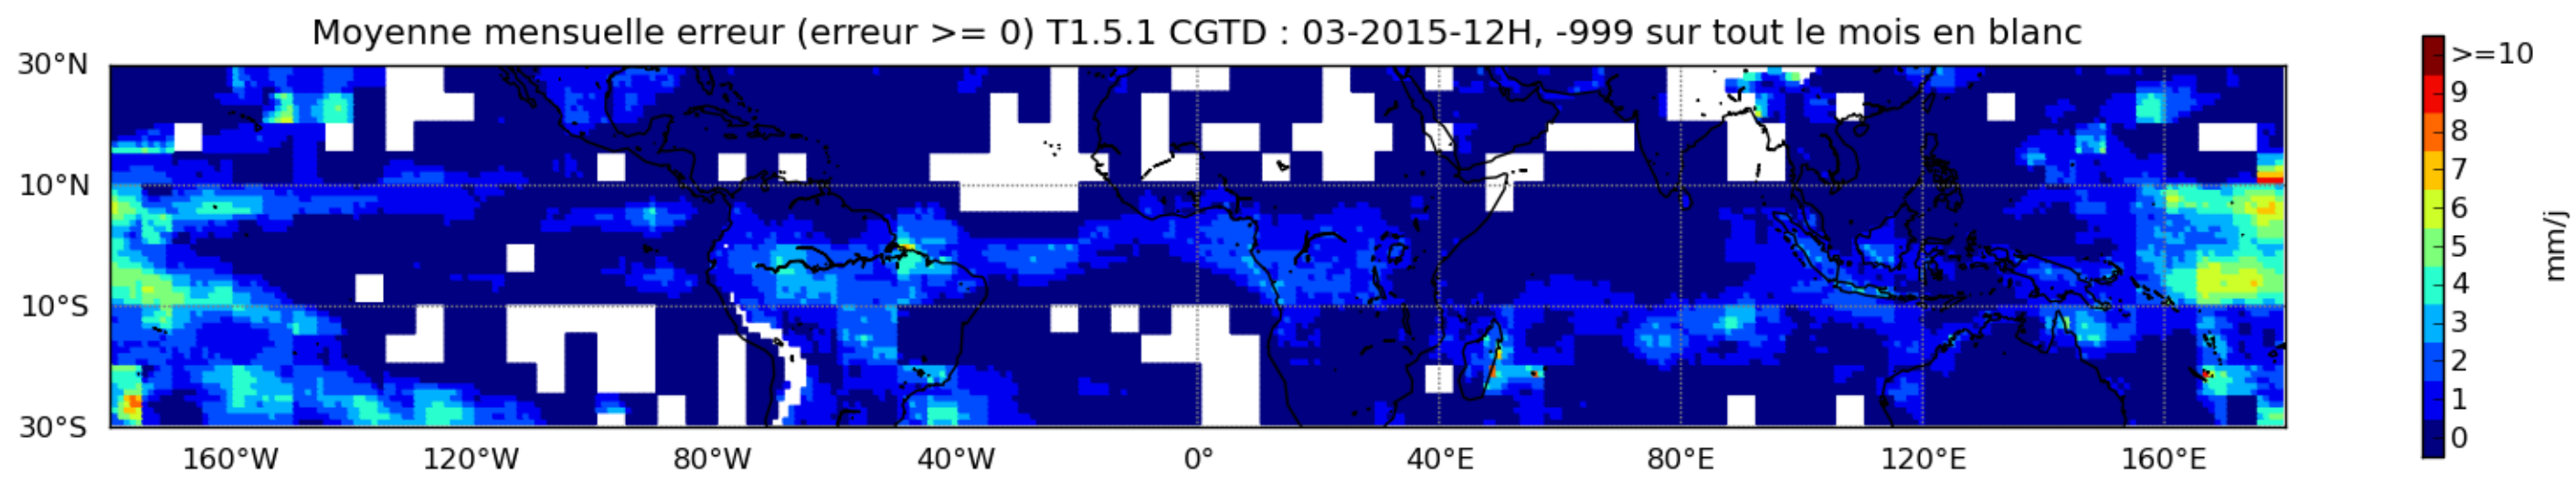 Moyenne mensuelle erreur (erreur >= 0) T1.5.1 CGTD : 03-2015-12H, -999 sur tout le mois en blanc
30°N
10°N
10°S
30°S
160°W 120°W 80°W 40°W 0° 40°E 80°E 120°E 160°E
>=10
9
8
7
6
5
4
3
2
1
0
mm/j